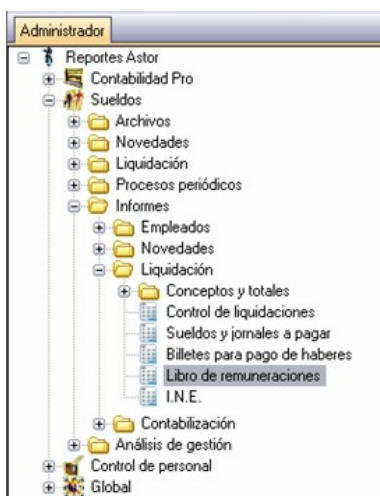 Administrador
Reportes Astor
Contabilidad Pro
Sueldos
Archivos
Novedades
Liquidación
Procesos periódicos
Informes
Empleados
Novedades
Liquidación
Conceptos y totales
Control de liquidaciones
Sueldos y jornales a pagar
Billetes para pago de haberes
Libro de remuneraciones
I.N.E.
Contabilización
Análisis de gestión
Control de personal
Global